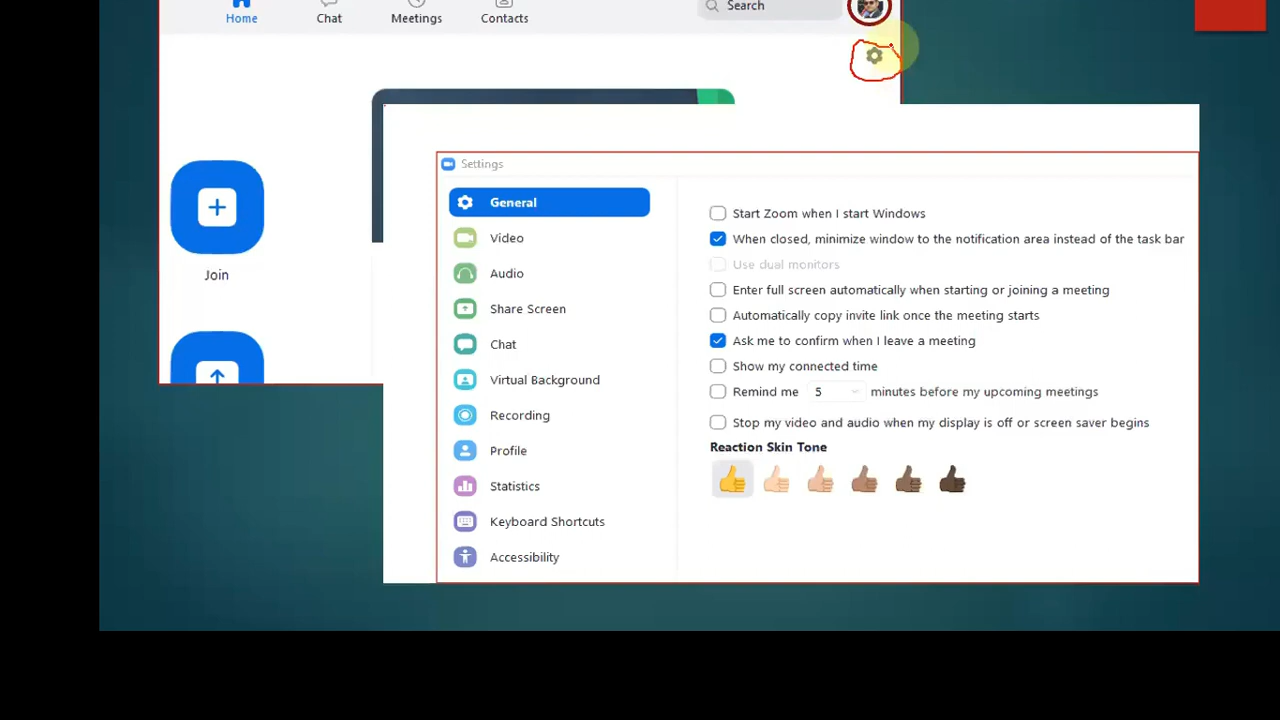 Home
Chat
Meetings
Contacts
Search
Join
Settings
General
Video
Audio
Share Screen
Chat
Virtual Background
Recording
Profile
Statistics
Keyboard Shortcuts
Accessibility
Start Zoom when I start Windows
When closed, minimize window to the notification area instead of the task bar
Use dual monitors
Enter full screen automatically when starting or joining a meeting
Automatically copy invite link once the meeting starts
Ask me to confirm when I leave a meeting
Show my connected time
Remind me 5 minutes before my upcoming meetings
Stop my video and audio when my display is off or screen saver begins
Reaction Skin Tone